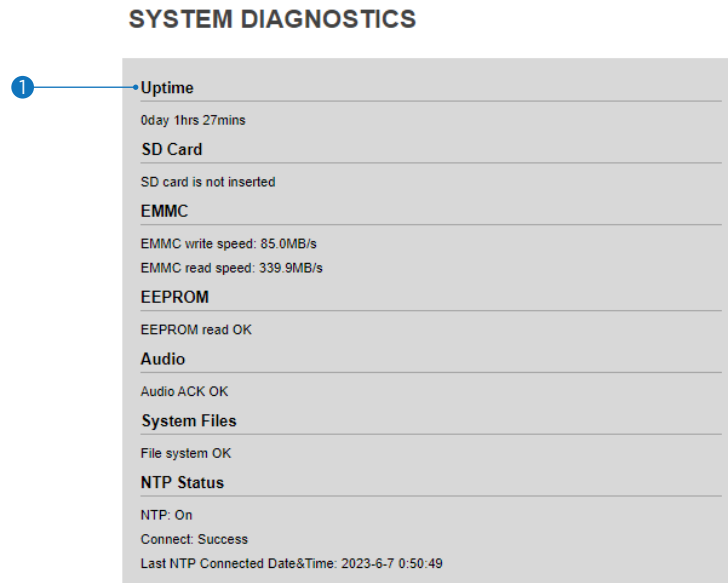 SYSTEM DIAGNOSTICS
1
Uptime
0day 1hrs 27mins
SD Card
SD card is not inserted
EMMC
EMMC write speed: 85.0MB/s
EMMC read speed: 339.9MB/s
EEPROM
EEPROM read OK
Audio
Audio ACK OK
System Files
File system OK
NTP Status
NTP: On
Connect: Success
Last NTP Connected Date&Time: 2023-6-7 0:50:49